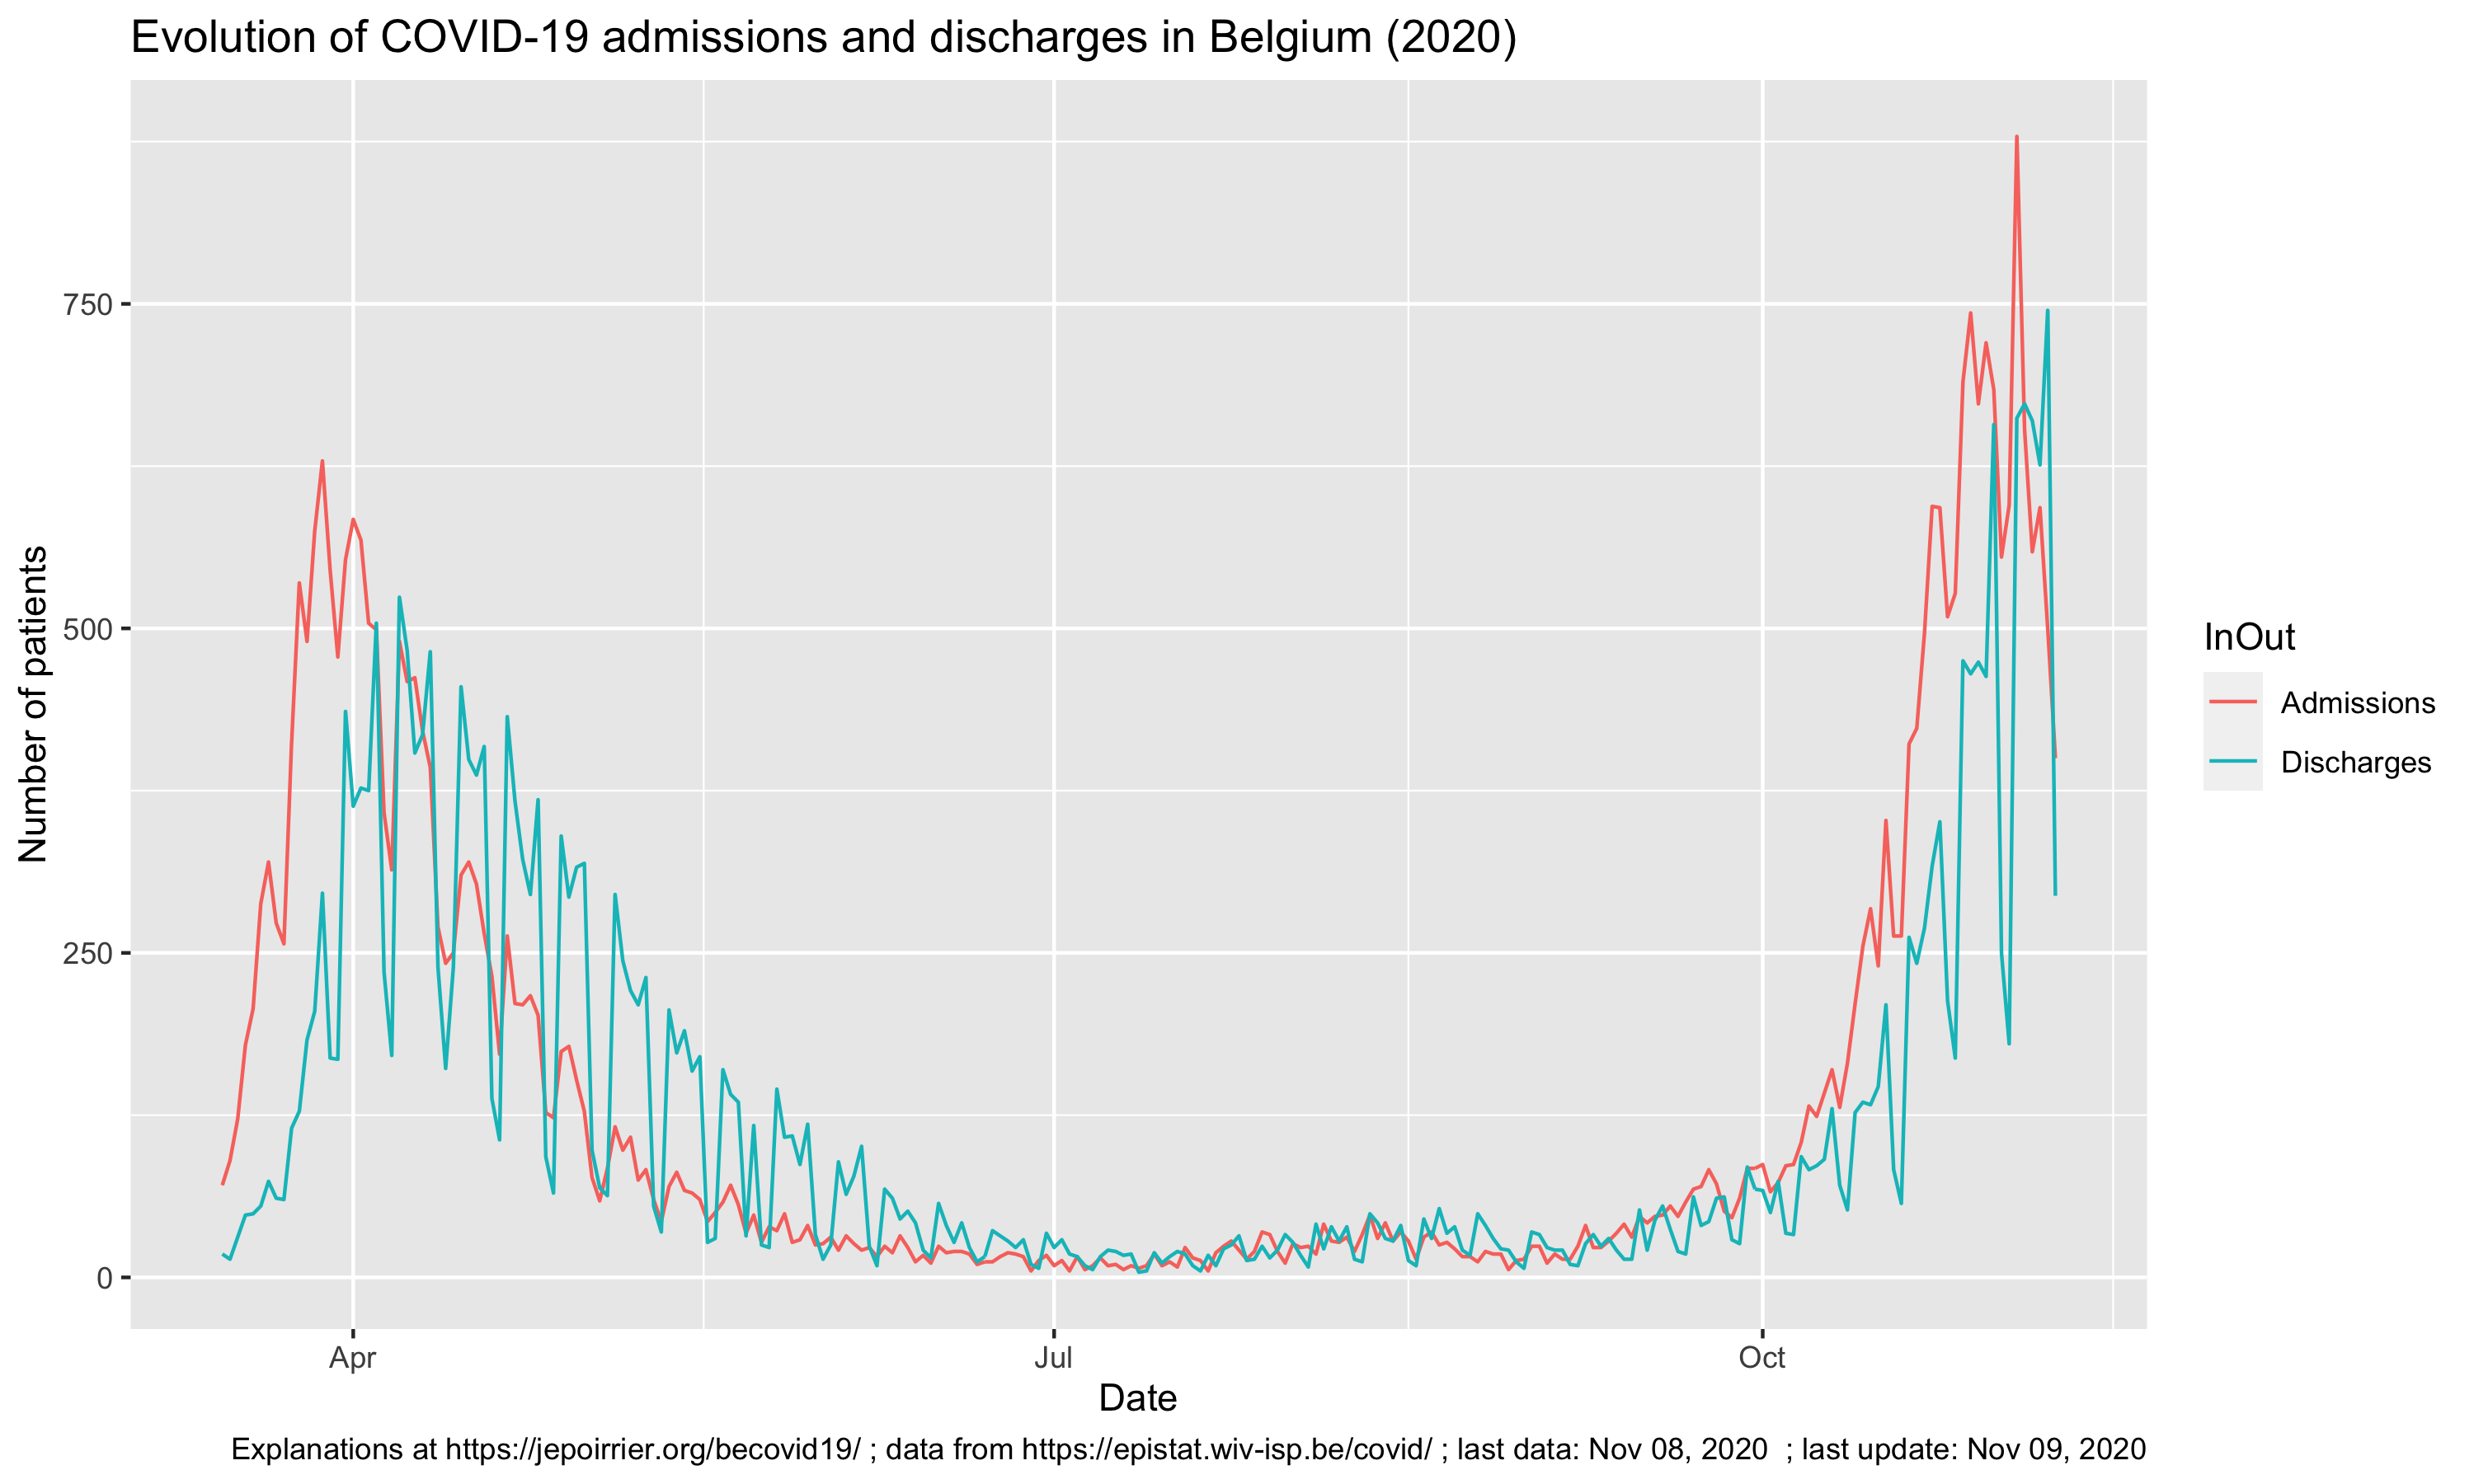 Evolution of COVID-19 admissions and discharges in Belgium (2020)
Number of patients
750
500
250
0
Apr
Jul
Oct
Date
InOut
Admissions
Discharges
Explanations at https://jepoirrier.org/becovid19/ ; data from https://epistat.wiv-isp.be/covid/ ; last data: Nov 08, 2020  ; last update: Nov 09, 2020